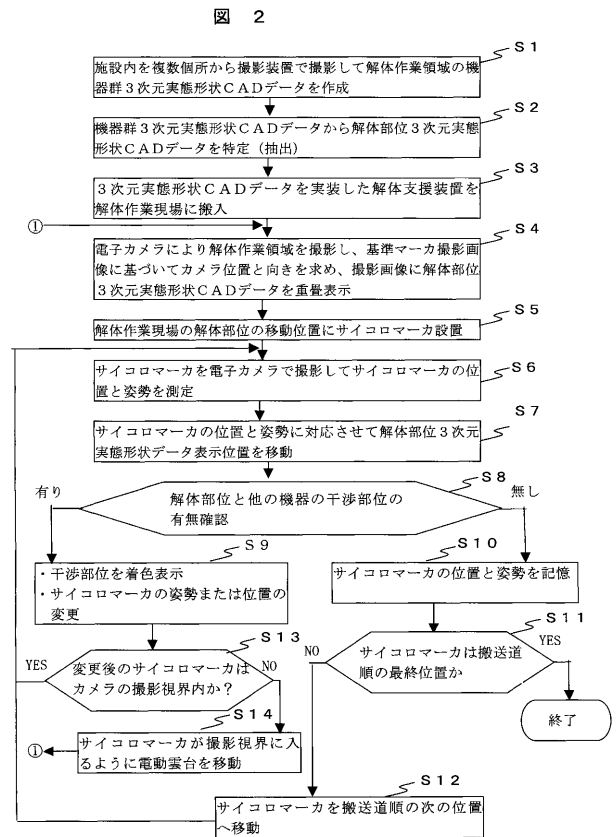 図 2
S1
施設内を複数個所から撮影装置で撮影して解体作業領域の機
器群3次元実態形状CADデータを作成
S2
機器群3次元実態形状CADデータから解体部位3次元実態
形状CADデータを特定(抽出)
S3
3次元実態形状CADデータを実装した解体支援装置を
解体作業現場に搬入
①
S4
電子カメラにより解体作業領域を撮影し、基準マーカ撮影画
像に基づいてカメラ位置と向きを求め、撮影画像に解体部位
3次元実態形状CADデータを重畳表示
S5
解体作業現場の解体部位の移動位置にサイコロマーカ設置
S6
サイコロマーカを電子カメラで撮影してサイコロマーカの位
置と姿勢を測定
S7
サイコロマーカの位置と姿勢に対応させて解体部位3次元
実態形状データ表示位置を移動
S8
有り
解体部位と他の機器の干渉部位の
有無確認
無し
S9
・干渉部位を着色表示
・サイコロマーカの姿勢または位置の
変更
S10
サイコロマーカの位置と姿勢を記憶
S11
サイコロマーカは搬送道
順の最終位置か
NO
YES
終了
S13
YES
変更後のサイコロマーカは
カメラの撮影視界内か?
NO
S14
①
サイコロマーカが撮影視界に入
るように電動雲台を移動
S12
サイコロマーカを搬送道順の次の位置
へ移動